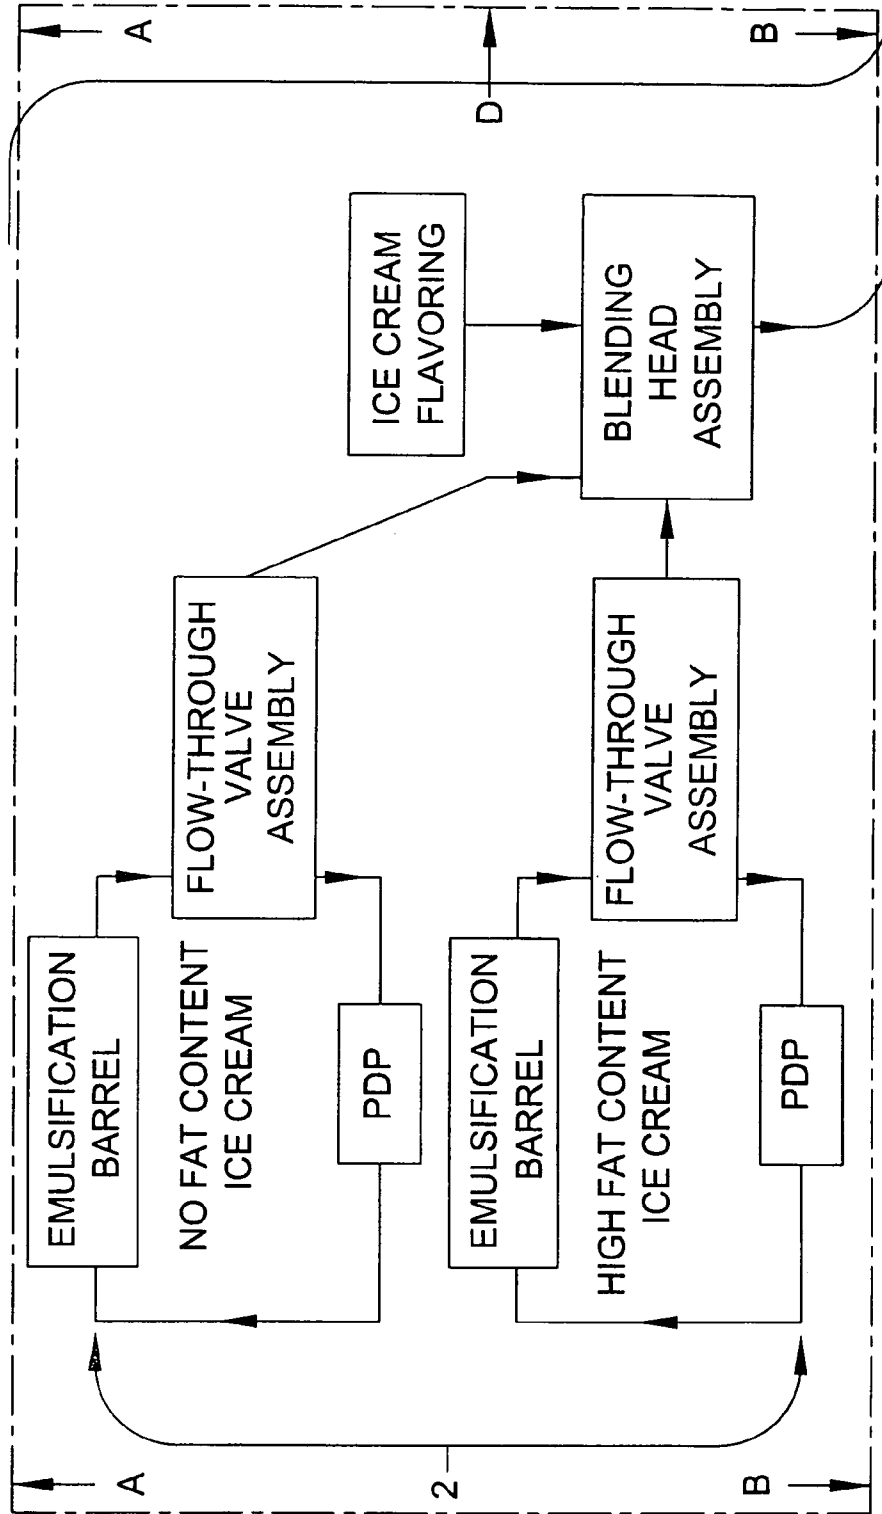 A
EMULSIFICATION
BARREL
NO FAT CONTENT
ICE CREAM
PDP
FLOW-THROUGH
VALVE
ASSEMBLY
A
2
EMULSIFICATION
BARREL
HIGH FAT CONTENT
ICE CREAM
PDP
FLOW-THROUGH
VALVE
ASSEMBLY
ICE CREAM
FLAVORING
BLENDING
HEAD
ASSEMBLY
D
B
B